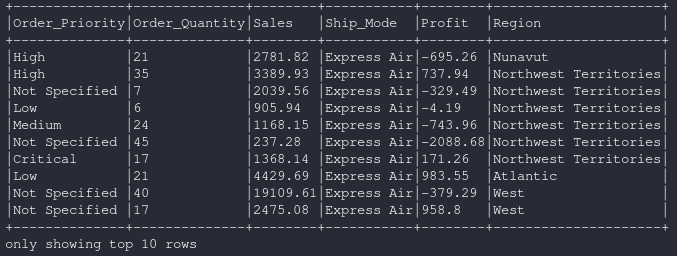 +--------------+--------------+--------+-----------+--------+---------------------+
|Order_Priority|Order_Quantity|Sales   |Ship_Mode  |Profit  |Region               |
+--------------+--------------+--------+-----------+--------+---------------------+
|High          |21            |2781.82 |Express Air|-695.26 |Nunavut              |
|High          |35            |3389.93 |Express Air|737.94  |Northwest Territories|
|Not Specified |7             |2039.56 |Express Air|-329.49 |Northwest Territories|
|Low           |6             |905.94  |Express Air|-4.19   |Northwest Territories|
|Medium        |24            |1168.15 |Express Air|-743.96 |Northwest Territories|
|Not Specified |45            |237.28  |Express Air|-2088.68|Northwest Territories|
|Critical      |17            |1368.14 |Express Air|171.26  |Northwest Territories|
|Low           |21            |4429.69 |Express Air|983.55  |Atlantic             |
|Not Specified |40            |19109.61|Express Air|-379.29 |West                 |
|Not Specified |17            |2475.08 |Express Air|958.8   |West                 |
+--------------+--------------+--------+-----------+--------+---------------------+
only showing top 10 rows